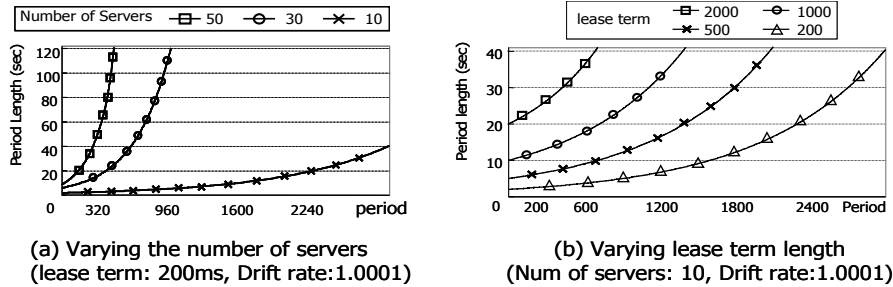 Number of Servers 50 30 10
Period Length (sec)
120
100
80
60
40
20
0 320 960 1600 2240 period
(a) Varying the number of servers
(lease term: 200ms, Drift rate:1.0001)
lease term 2000 1000
500 200
Period length (sec)
40
30
20
10
0 200 600 1200 1800 2400 Period
(b) Varying lease term length
(Num of servers: 10, Drift rate:1.0001)